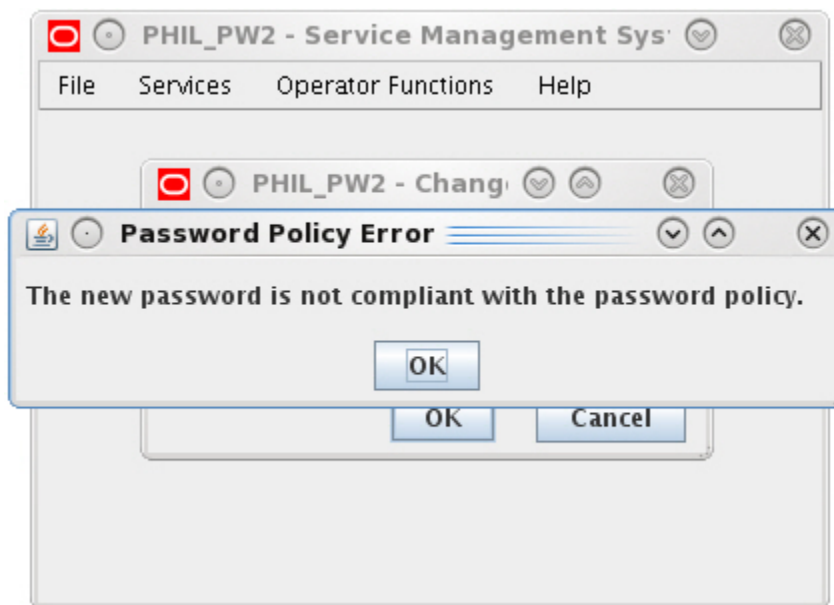 PHIL_PW2 - Service Management Sys
File Services Operator Functions Help
PHIL_PW2 - Chang
Password Policy Error
The new password is not compliant with the password policy.
OK
OK Cancel